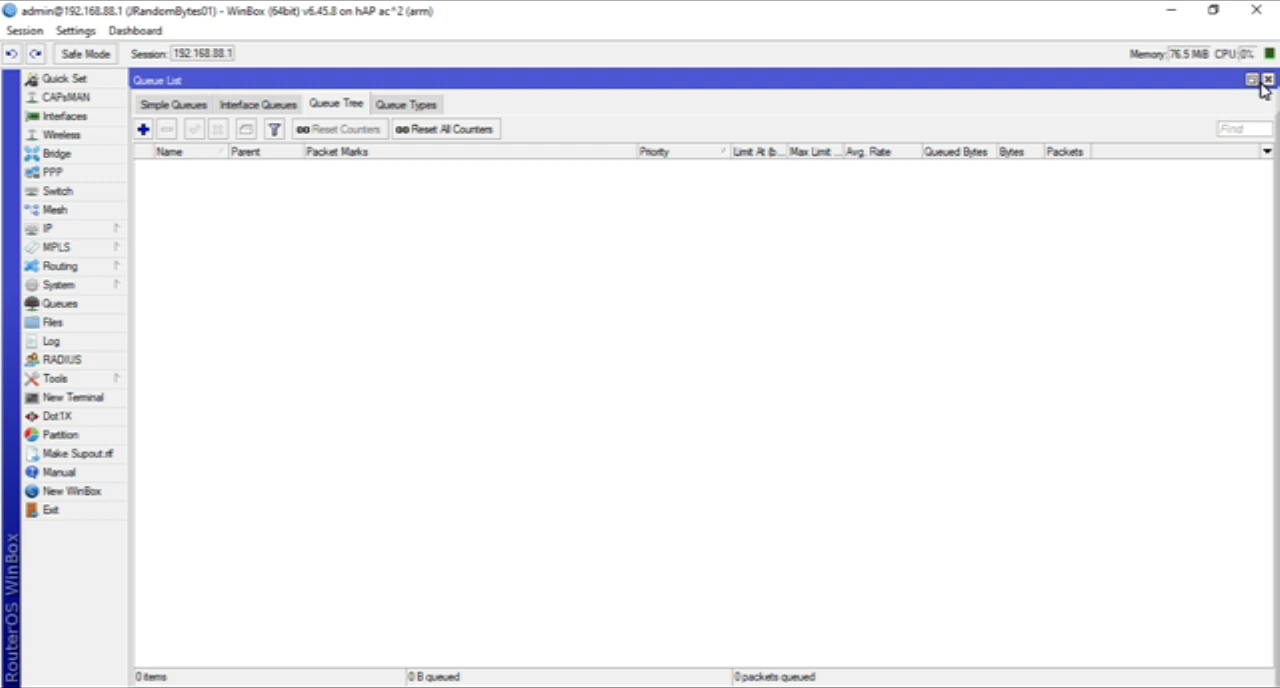 admin@192.168.88.1 (JRandomBytes01) - WinBox (64bit) v6.45.8 on hAP ac^2 (arm)
Session Settings Dashboard
Safe Mode Session: 192.168.88.1 Memory: 76.5 MiB CPU: 0%
Quick Set
CAPsMAN
Interfaces
Wireless
Bridge
PPP
Switch
Mesh
IP
MPLS
Routing
System
Queues
Files
Log
RADIUS
Tools
New Terminal
Dot1X
Partition
Make Supout.rif
Manual
New WinBox
Exit
RouterOS WinBox
Queue List
Simple Queues Interface Queues Queue Tree Queue Types
Reset Counters Reset All Counters Find
Name Parent Packet Marks Priority Limit At (b... Max Limit ... Avg. Rate Queued Bytes Bytes Packets
0 items 0 B queued 0 packets queued